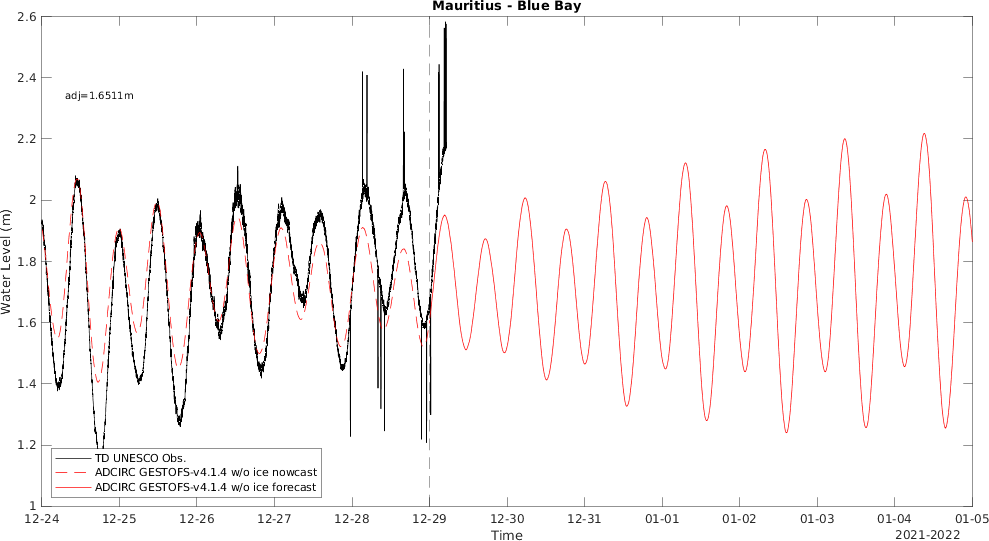 Mauritius - Blue Bay
2.6
2.4
adj=1.6511m
2.2
2
1.8
Water Level (m)
1.6
1.4
1.2
TD UNESCO Obs.
ADCIRC GESTOFS-v4.1.4 w/o ice nowcast
ADCIRC GESTOFS-v4.1.4 w/o ice forecast
1
12-24 12-25 12-26 12-27 12-28 12-29 12-30 12-31 01-01 01-02 01-03 01-04 01-05
Time
2021-2022